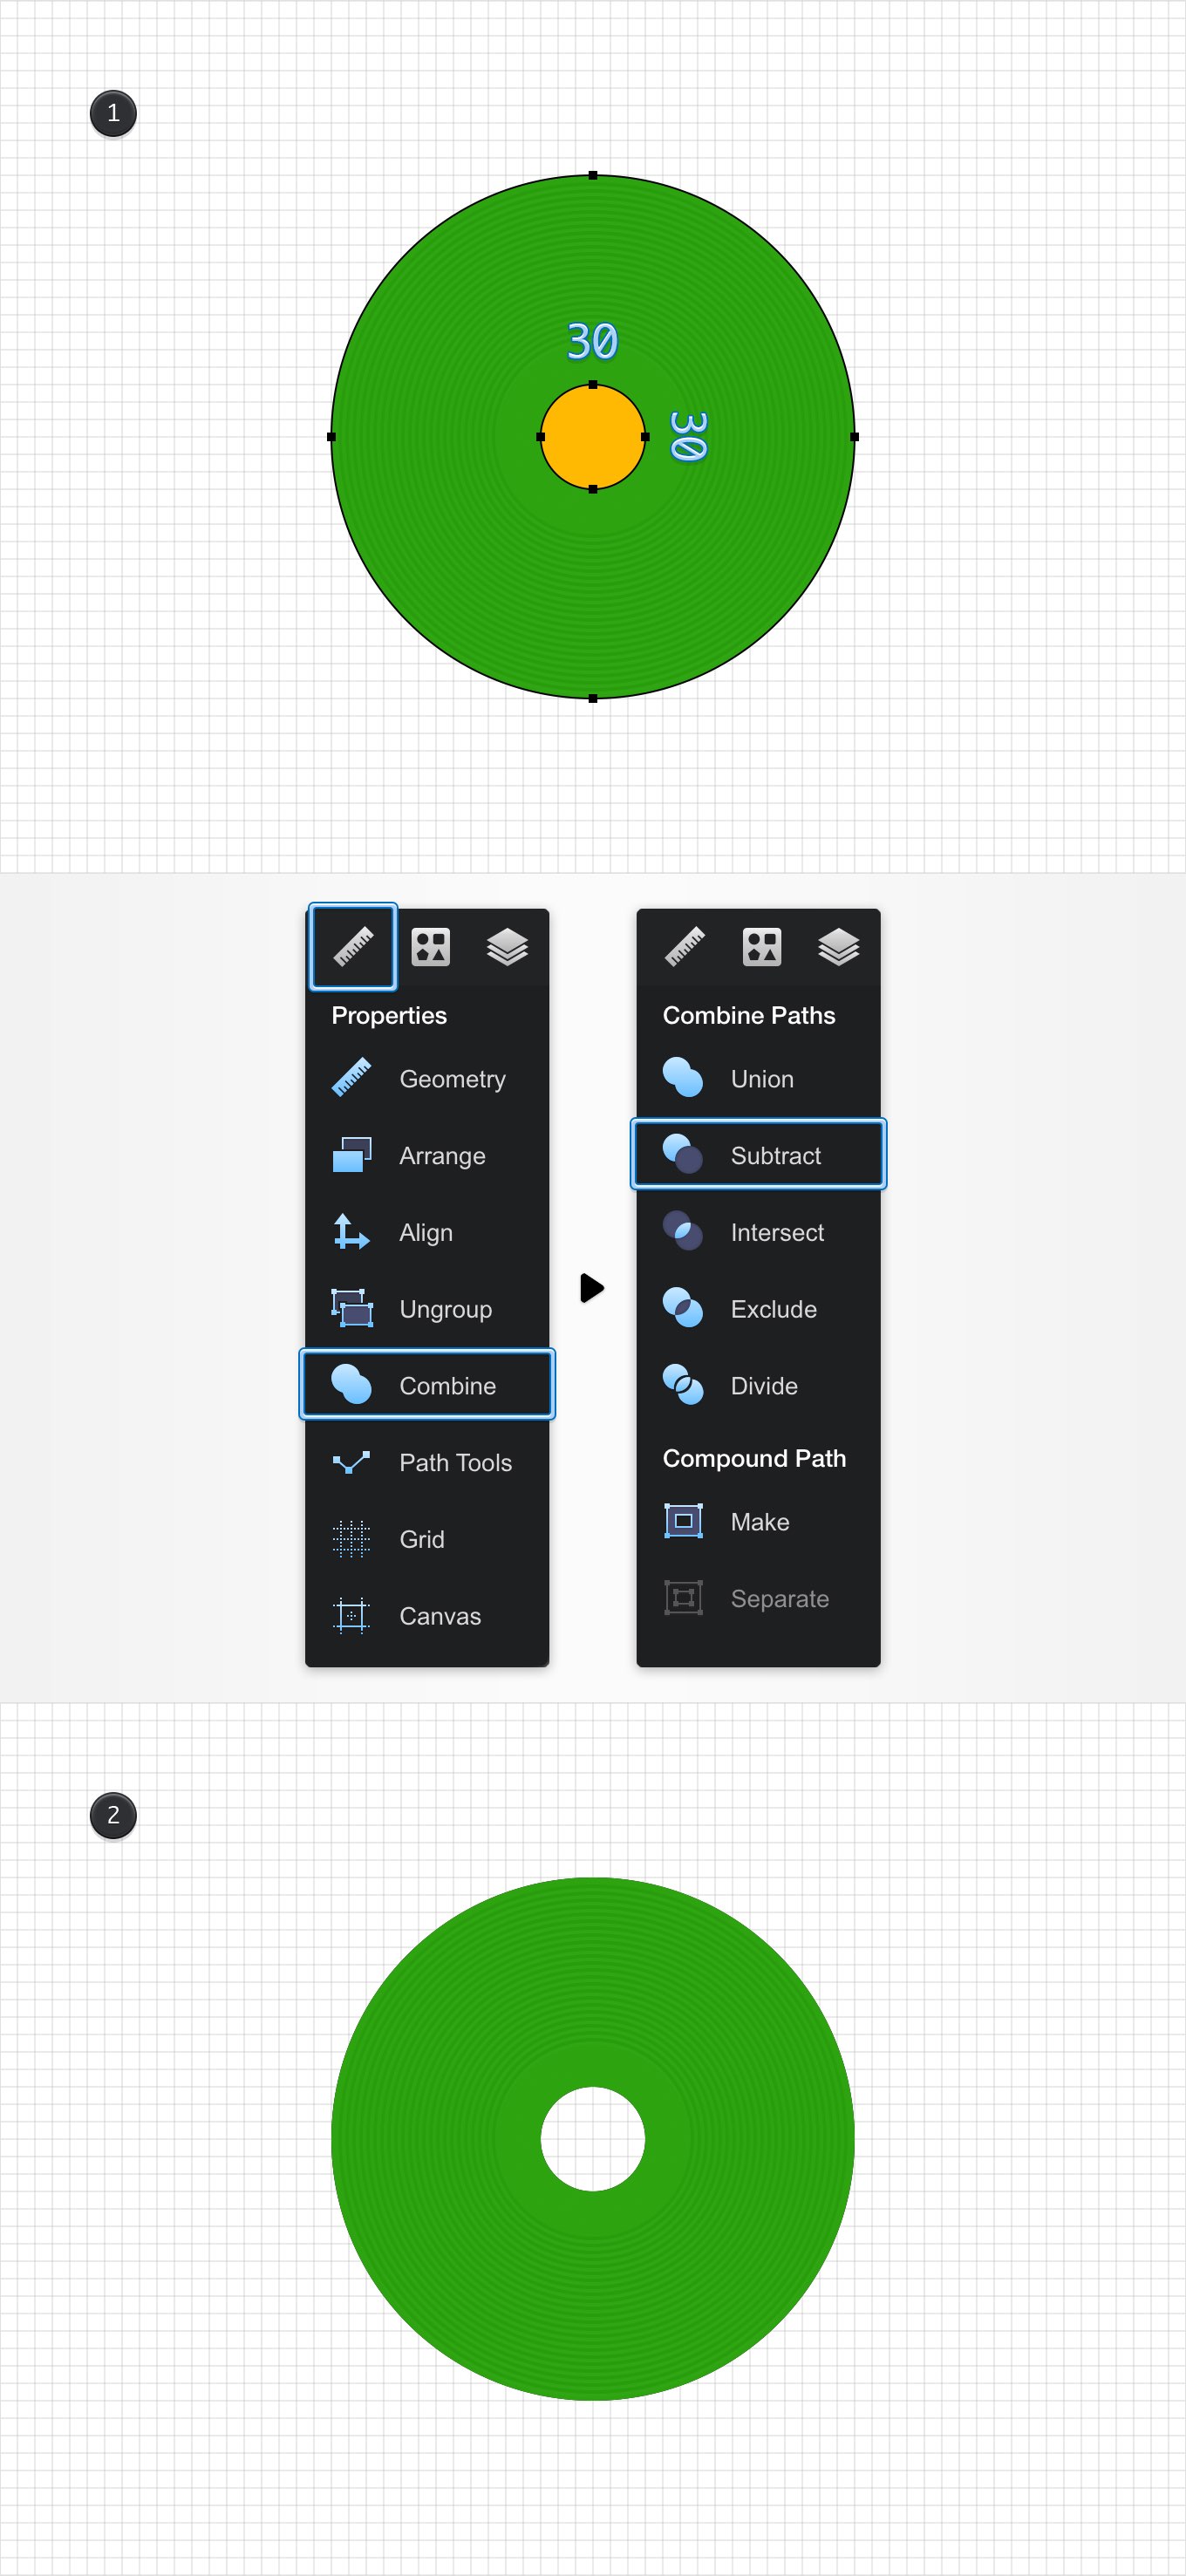 1
30
30
Properties
Geometry
Arrange
Align
Ungroup
Combine
Path Tools
Grid
Canvas
Combine Paths
Union
Subtract
Intersect
Exclude
Divide
Compound Path
Make
Separate
2